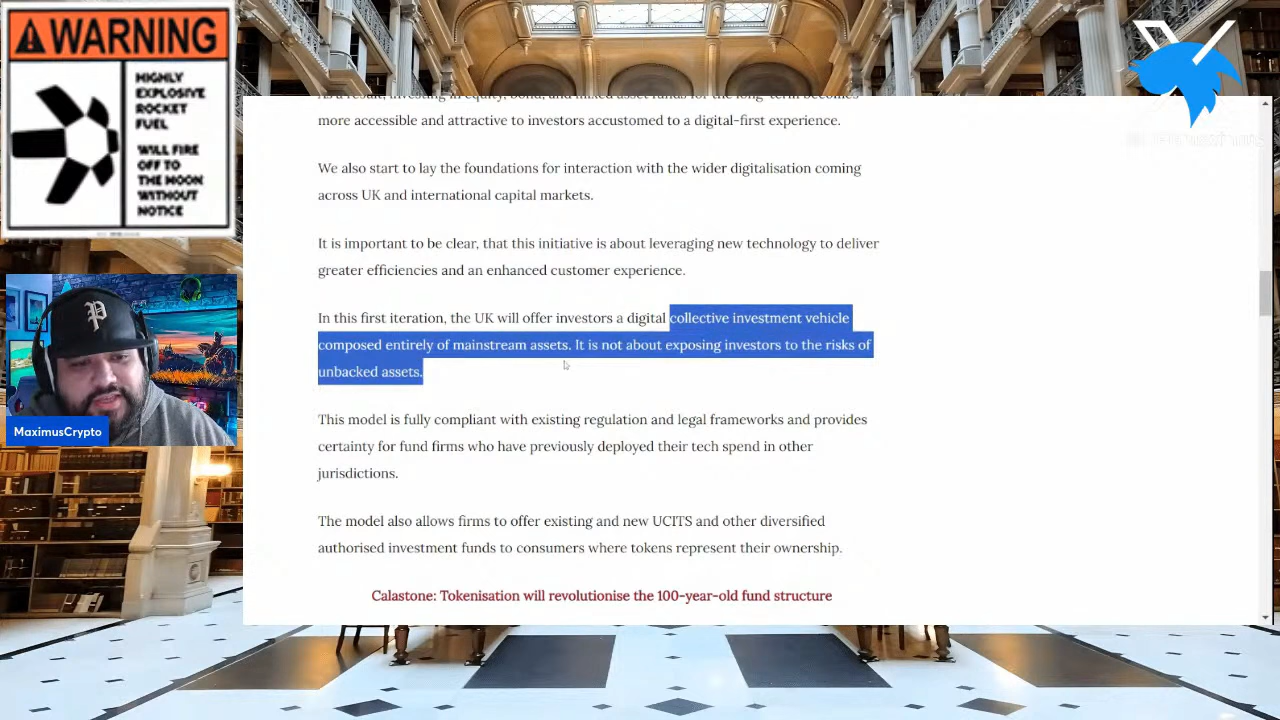 WARNING
HIGHLY
EXPLOSIVE
ROCKET
FUEL
WILL FIRE
OFF TO
THE MOON
WITHOUT
NOTICE
P
MaximusCrypto
more accessible and attractive to investors accustomed to a digital-first experience.
We also start to lay the foundations for interaction with the wider digitalisation coming
across UK and international capital markets.
It is important to be clear, that this initiative is about leveraging new technology to deliver
greater efficiencies and an enhanced customer experience.
In this first iteration, the UK will offer investors a digital collective investment vehicle
composed entirely of mainstream assets. It is not about exposing investors to the risks of
unbacked assets.
This model is fully compliant with existing regulation and legal frameworks and provides
certainty for fund firms who have previously deployed their tech spend in other
jurisdictions.
The model also allows firms to offer existing and new UCITS and other diversified
authorised investment funds to consumers where tokens represent their ownership.
Calastone: Tokenisation will revolutionise the 100-year-old fund structure